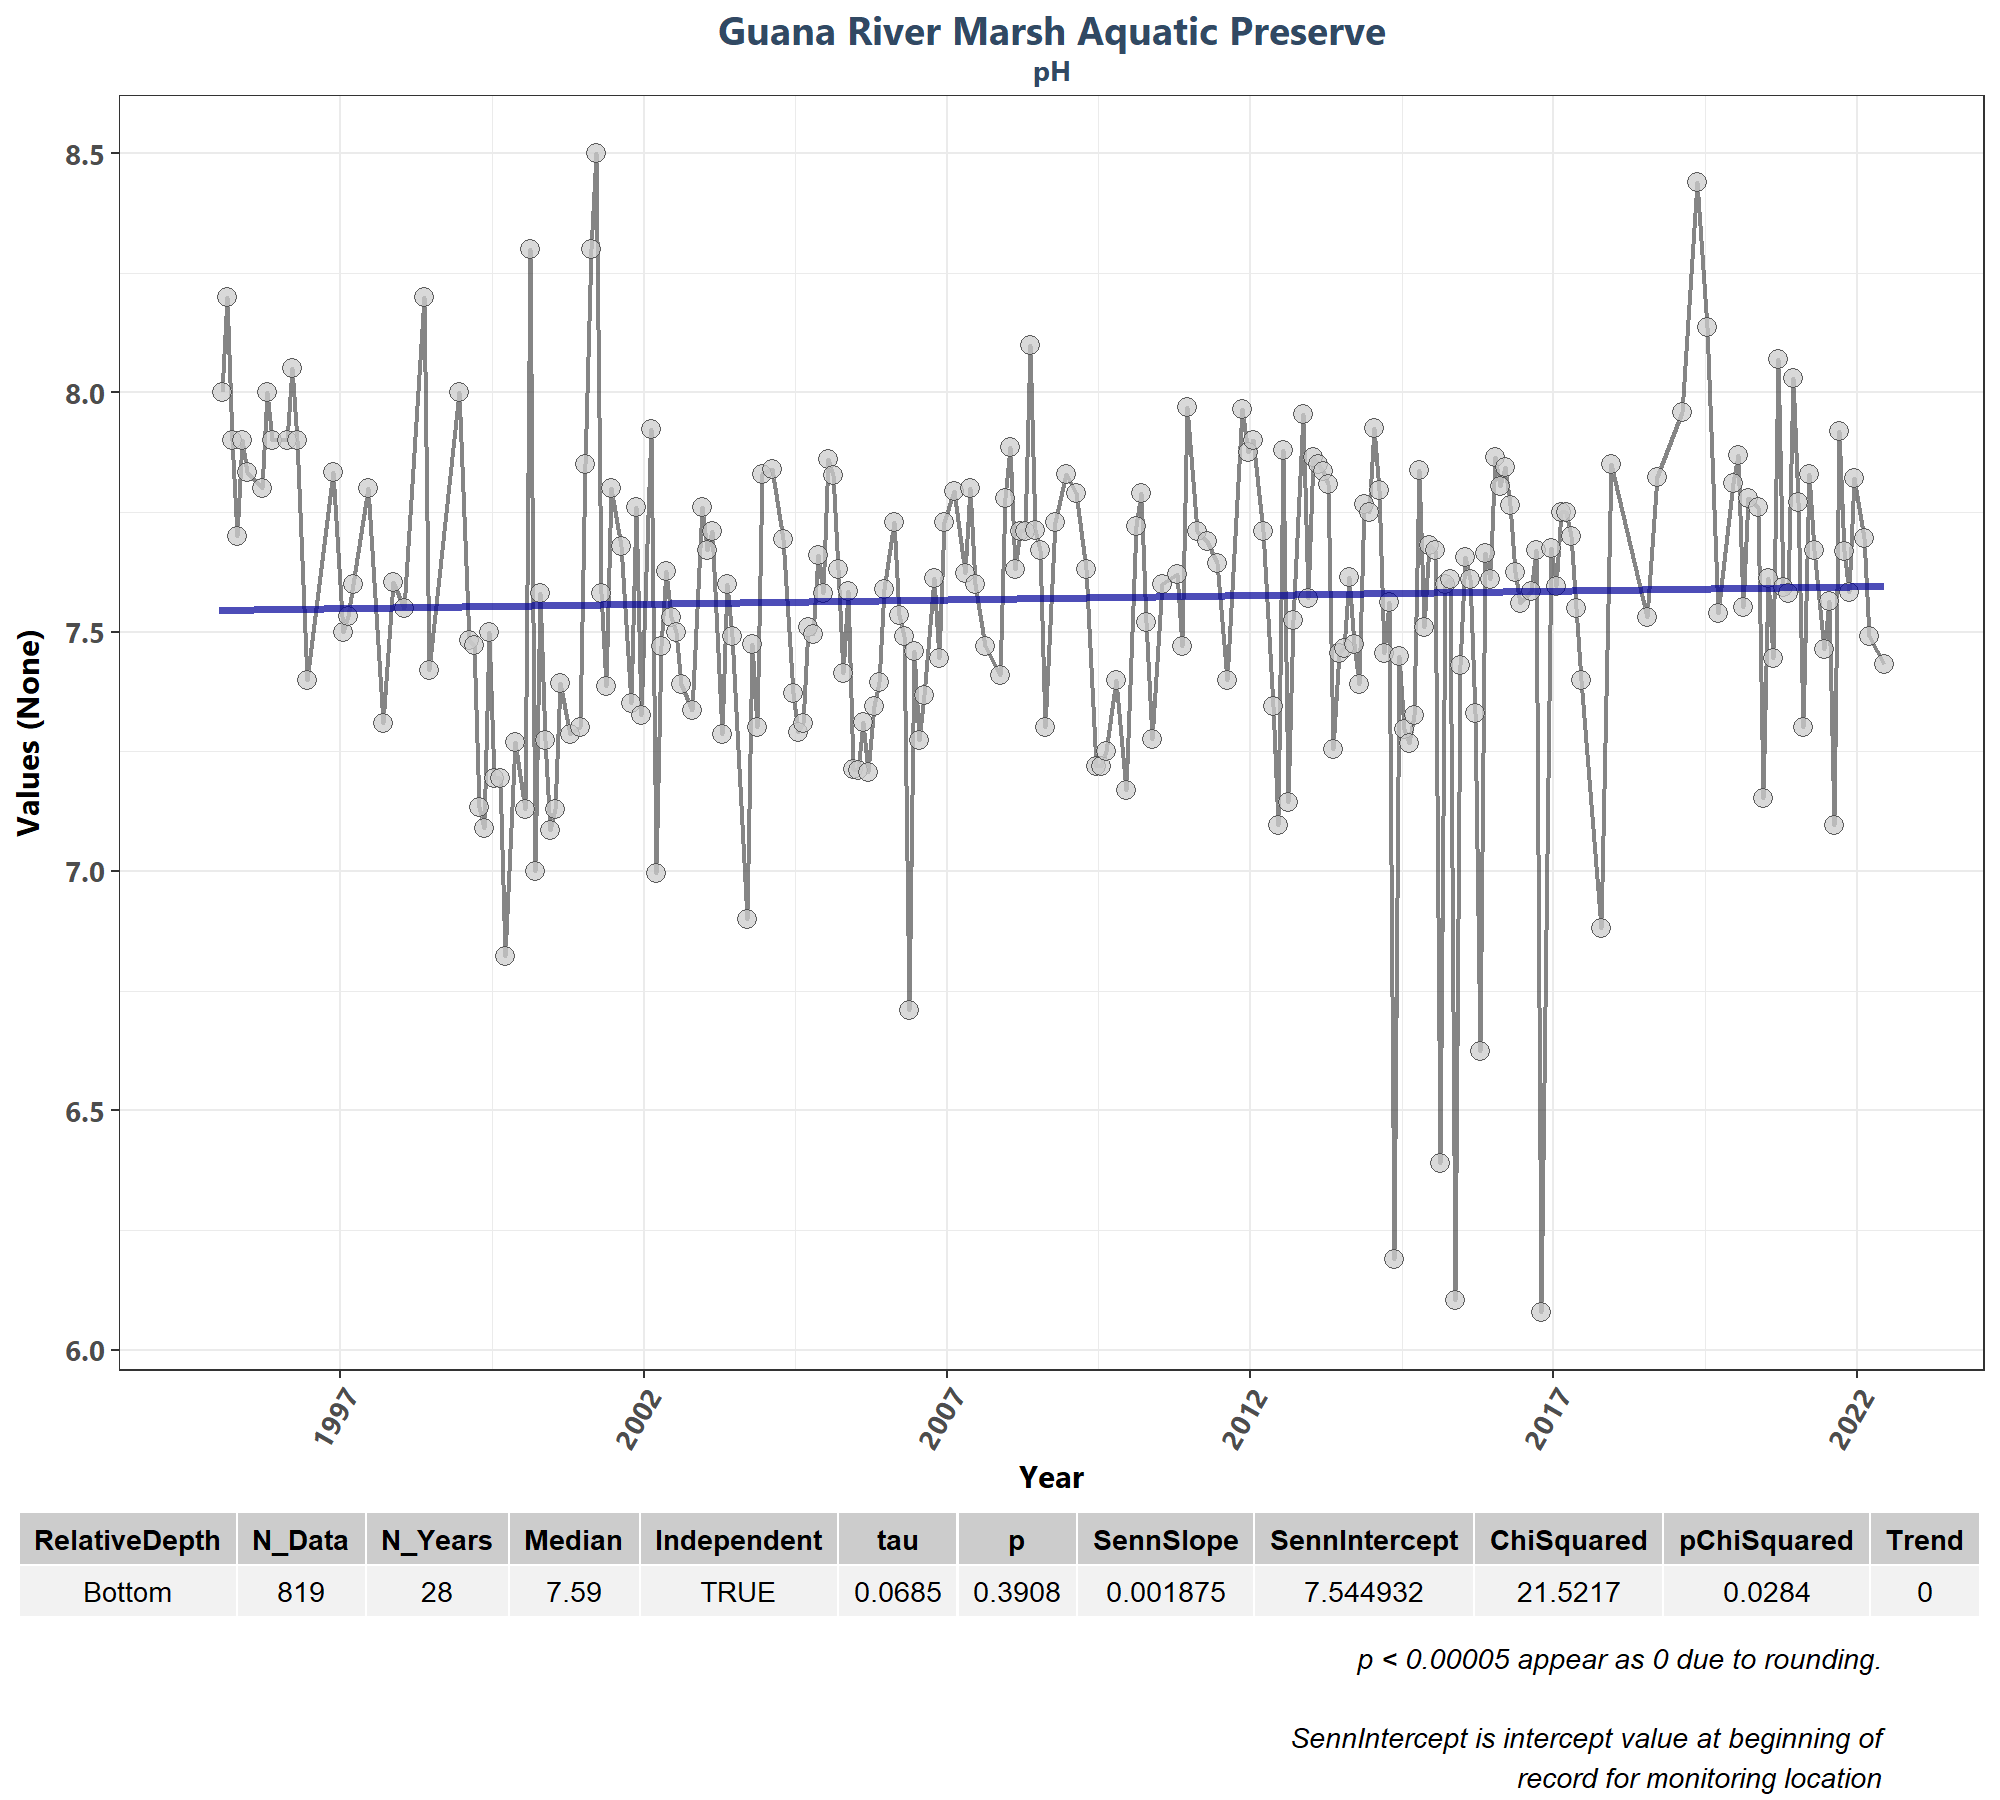 Guana River Marsh Aquatic Preserve
pH
8.5
8.0
7.5
7.0
6.5
6.0
Values (None)
1997 2002 2007 2012 2017 2022
Year
RelativeDepth N_Data N_Years Median Independent tau p SennSlope SennIntercept ChiSquared pChiSquared Trend
Bottom 819 28 7.59 TRUE 0.0685 0.3908 0.001875 7.544932 21.5217 0.0284 0
p < 0.00005 appear as 0 due to rounding.
SennIntercept is intercept value at beginning of
record for monitoring location